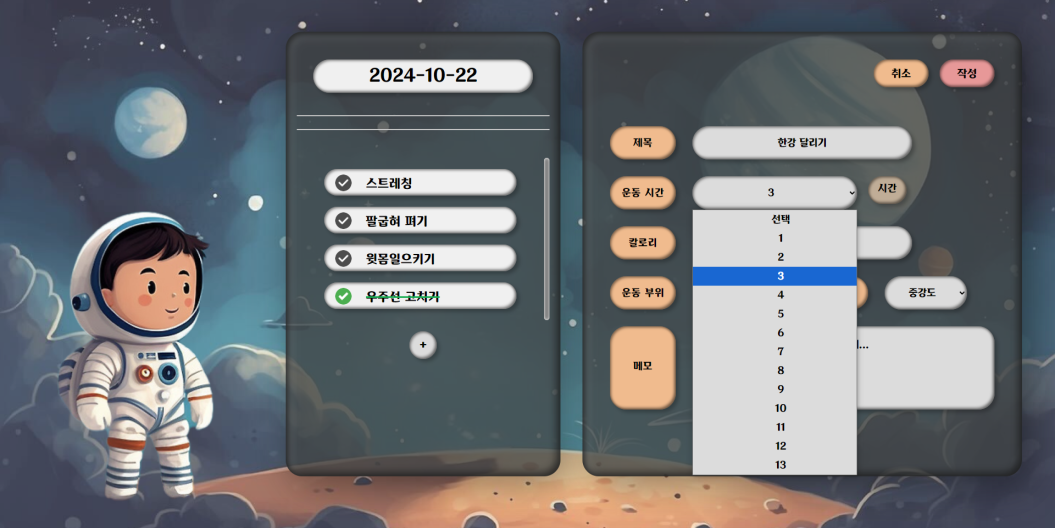 2024-10-22
스트레칭
팔굽혀 펴기
윗몸일으키기
우주선 고치기
+
취소 작성
제목 한강 달리기
운동 시간 3 시간
선택
1
2
3
4
5
6
7
8
9
10
11
12
13
칼로리
운동 부위 중강도
메모
...